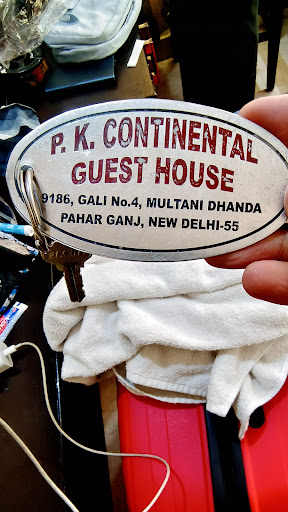 P. K. CONTINENTAL
GUEST HOUSE
9186, GALI No.4, MULTANI DHANDA
PAHAR GANJ, NEW DELHI-55